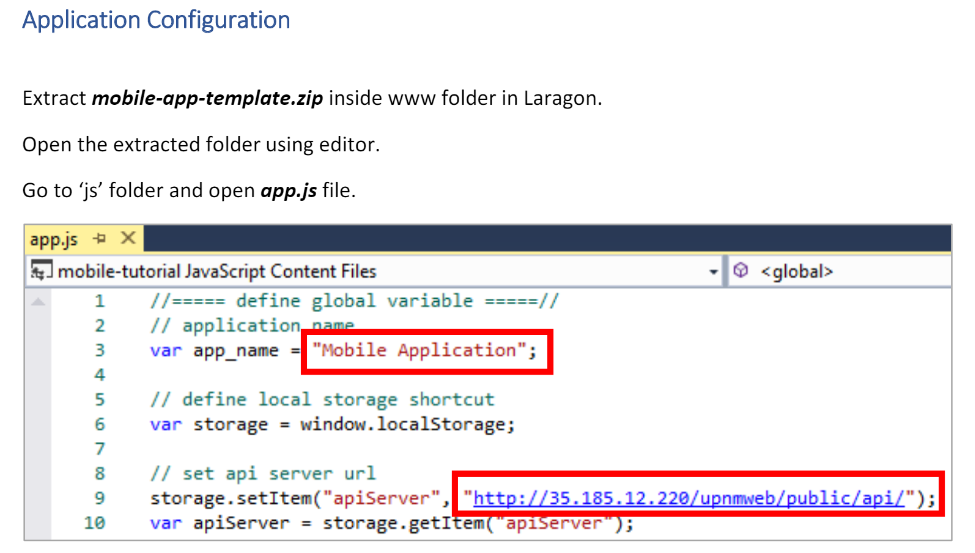 Application Configuration
Extract mobile-app-template.zip inside www folder in Laragon.
Open the extracted folder using editor.
Go to ‘js’ folder and open app.js file.
app.js
mobile-tutorial JavaScript Content Files <global>
1 //===== define global variable =====//
2 // application name
3 var app_name = "Mobile Application";
4
5 // define local storage shortcut
6 var storage = window.localStorage;
7
8 // set api server url
9 storage.setItem("apiServer", "http://35.185.12.220/upnmweb/public/api/");
10 var apiServer = storage.getItem("apiServer");